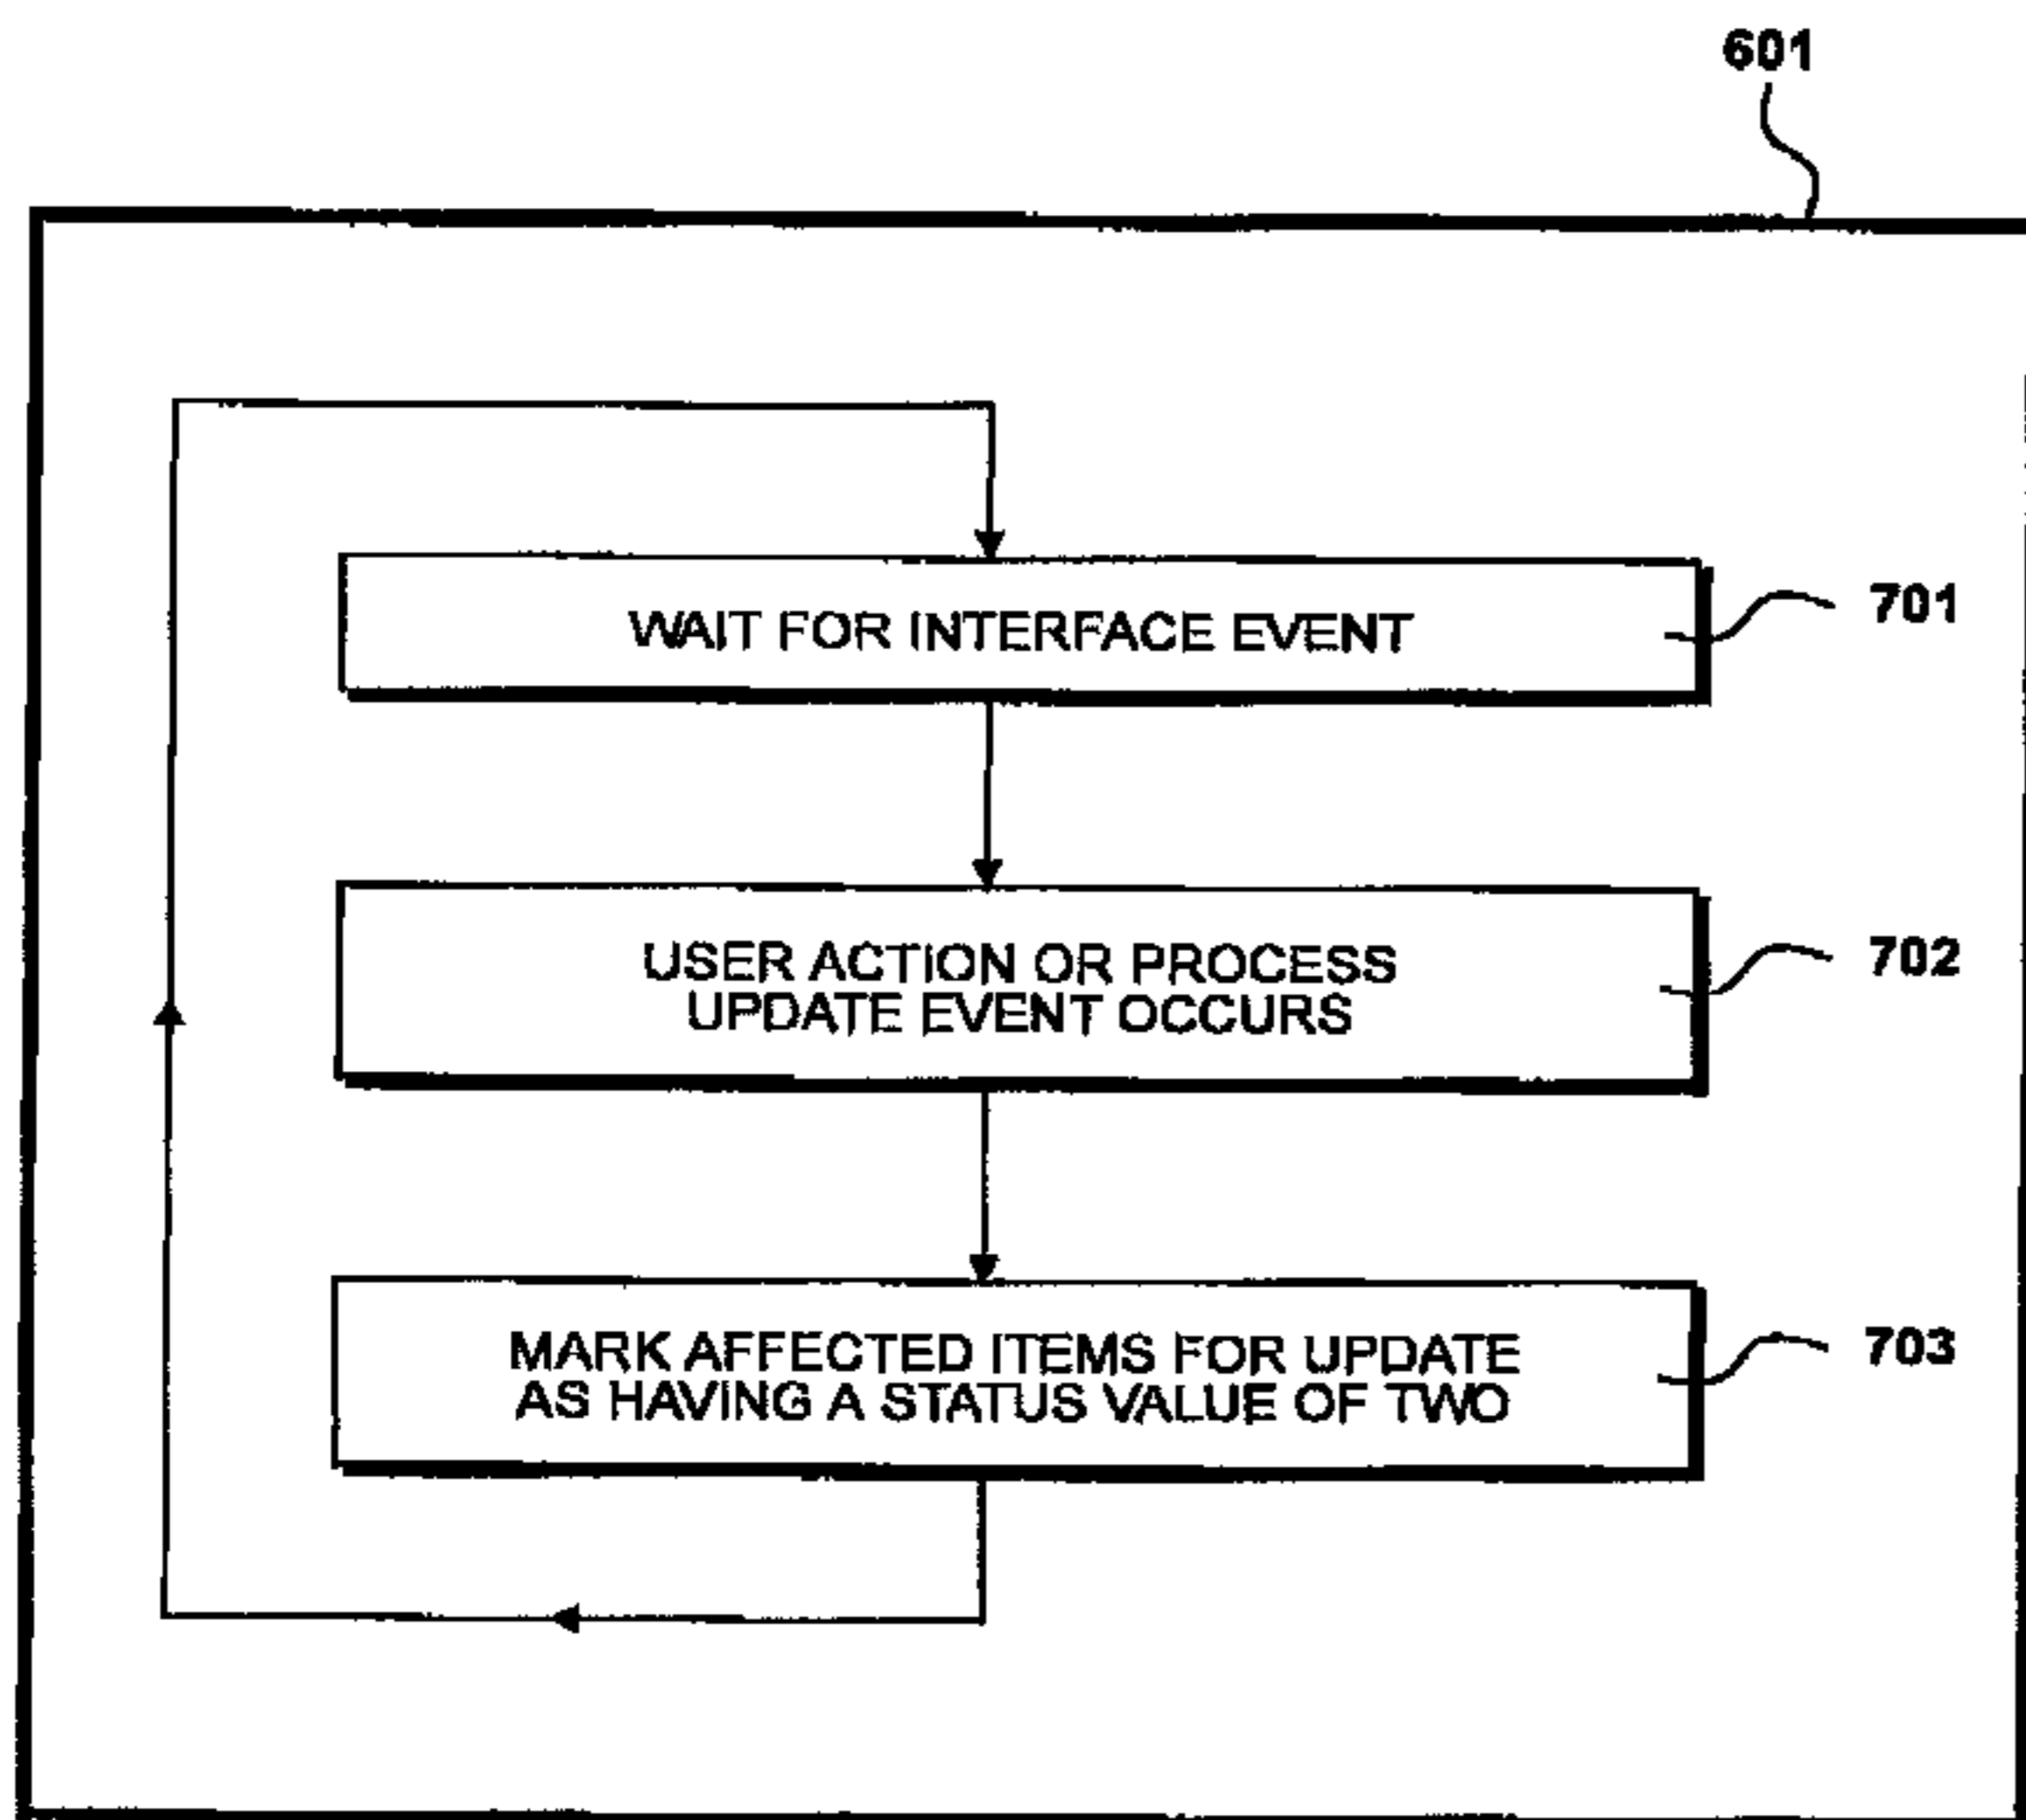 601
WAIT FOR INTERFACE EVENT
701
USER ACTION OR PROCESS
UPDATE EVENT OCCURS
702
MARK AFFECTED ITEMS FOR UPDATE
AS HAVING A STATUS VALUE OF TWO
703